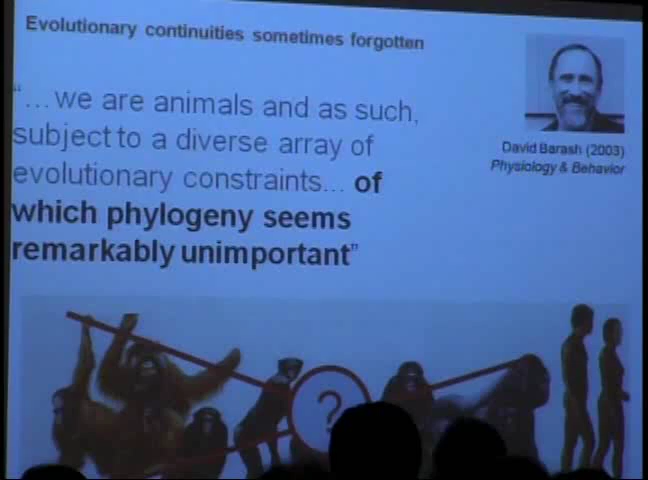 Evolutionary continuities sometimes forgotten
"...we are animals and as such,
subject to a diverse array of
evolutionary constraints... of
which phylogeny seems
remarkably unimportant"
David Barash (2003)
Physiology & Behavior
?